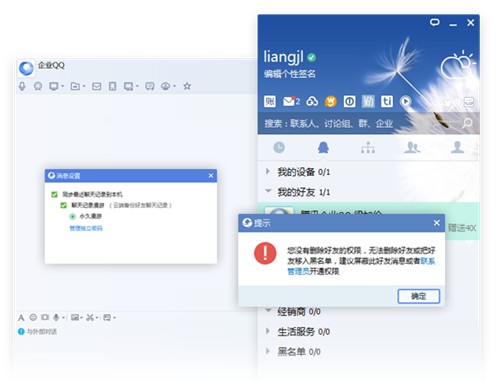 企业QQ
消息设置
同步最近聊天记录到本机
聊天记录漫游 (云端备份好友聊天记录)
永久漫游
管理独立密码
与外部对话
liangjl
编辑个性签名
2
搜索：联系人、讨论组、群、企业
我的设备 0/1
我的好友 1/1
赠送400
提示
您没有删除好友的权限，无法删除好友或把好
友移入黑名单，建议屏蔽此好友消息或者联系
管理员开通权限
确定
经销商 0/0
生活服务 0/0
黑名单 0/0